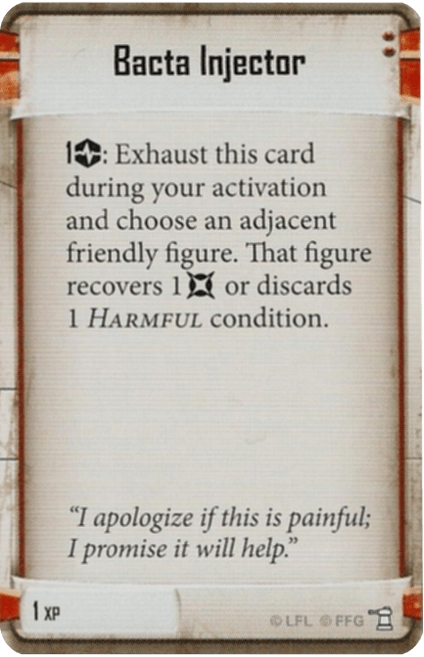 Bacta Injector
1: Exhaust this card
during your activation
and choose an adjacent
friendly figure. That figure
recovers 1 or discards
1 HARMFUL condition.
“I apologize if this is painful;
I promise it will help.”
1 XP
© LFL © FFG